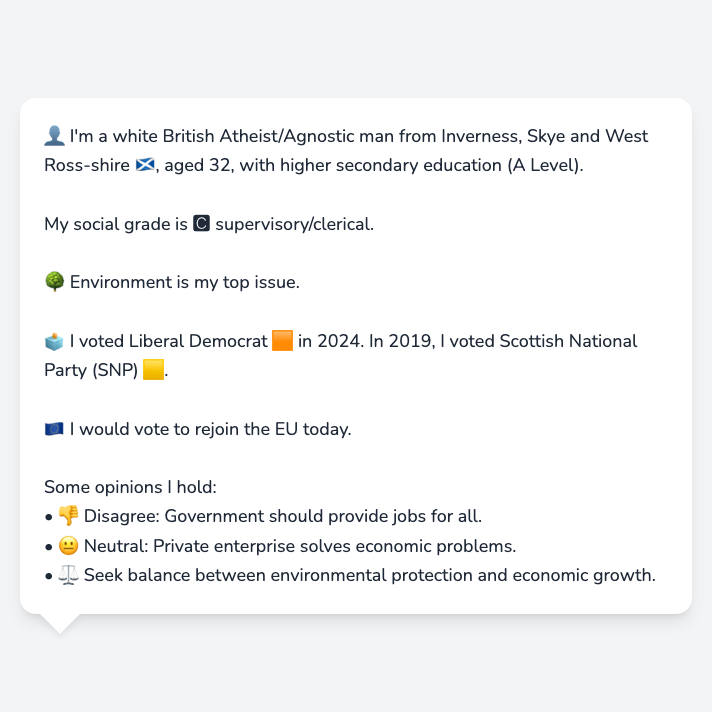 👤 I'm a white British Atheist/Agnostic man from Inverness, Skye and West
Ross-shire 🏴󠁧󠁢󠁳󠁣󠁴󠁿, aged 32, with higher secondary education (A Level).
My social grade is 🅲 supervisory/clerical.
🌳 Environment is my top issue.
🗳️ I voted Liberal Democrat 🟧 in 2024. In 2019, I voted Scottish National
Party (SNP) 🟨.
🇪🇺 I would vote to rejoin the EU today.
Some opinions I hold:
• 👎 Disagree: Government should provide jobs for all.
• 😐 Neutral: Private enterprise solves economic problems.
• ⚖️ Seek balance between environmental protection and economic growth.